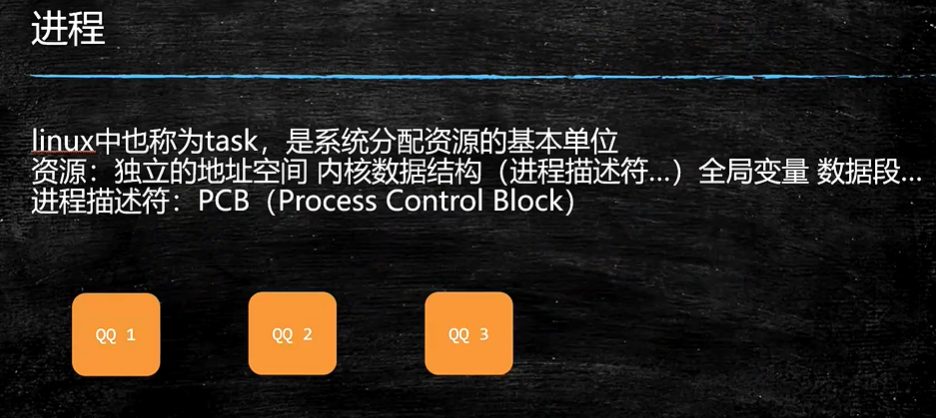 进程
linux中也称为task，是系统分配资源的基本单位
资源：独立的地址空间 内核数据结构（进程描述符...）全局变量 数据段...
进程描述符：PCB（Process Control Block）
QQ 1
QQ 2
QQ 3